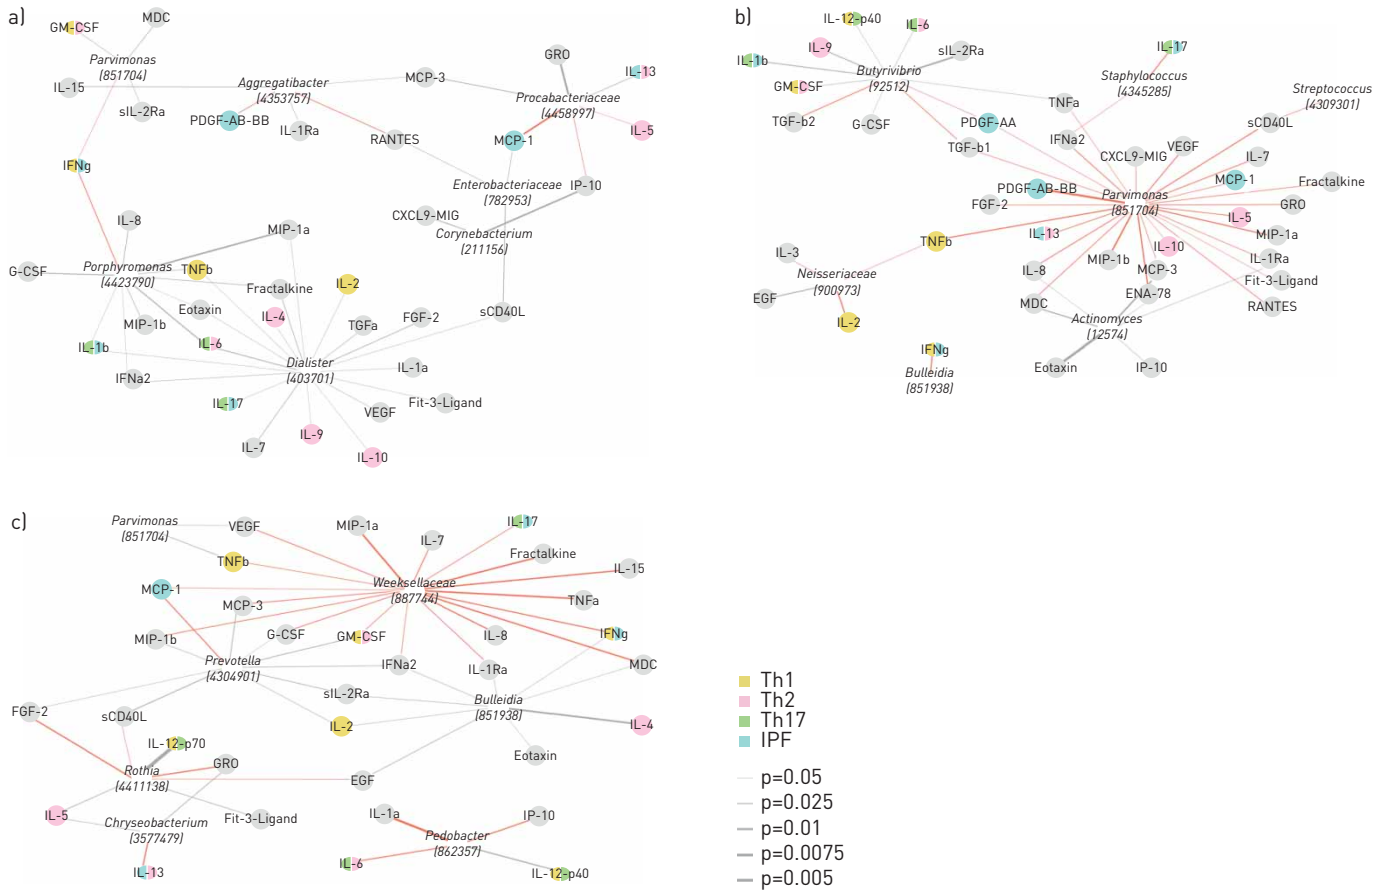 a)
MDC
GM-CSF
Parvimonas
(851704)
IL-15
sIL-2Ra
Aggregatibacter
(4353757)
PDGF-AB-BB
IL-1Ra
MCP-3
RANTES
GRO
IL-13
Procabacteriaceae
(4458997)
MCP-1
IL-5
IFNg
Enterobacteriaceae
(782953)
IP-10
CXCL9-MIG
Corynebacterium
(211156)
IL-8
MIP-1a
G-CSF
Porphyromonas
(4423790)
TNFb
Fractalkine
IL-2
Eotaxin
IL-4
MIP-1b
TGFa
FGF-2
sCD40L
IL-1b
IL-6
IFNa2
Dialister
(403701)
IL-1a
IL-17
VEGF
Fit-3-Ligand
IL-7
IL-9
IL-10
b)
IL-12-p40
IL-6
IL-9
sIL-2Ra
IL-17
IL-1b
Butyrivibrio
(92512)
Staphylococcus
(4345285)
GM-CSF
Streptococcus
(4309301)
TNFa
TGF-b2
G-CSF
PDGF-AA
sCD40L
IFNa2
TGF-b1
CXCL9-MIG
VEGF
IL-7
MCP-1
Fractalkine
PDGF-AB-BB
Parvimonas
(851704)
FGF-2
GRO
IL-5
IL-13
MIP-1a
TNFb
IL-10
IL-3
MIP-1b
IL-1Ra
Neisseriaceae
(900973)
IL-8
MCP-3
Fit-3-Ligand
EGF
MDC
ENA-78
RANTES
IL-2
Actinomyces
(12574)
IFNg
Bulleidia
(851938)
Eotaxin
IP-10
c)
Parvimonas
(851704)
VEGF
MIP-1a
IL-17
IL-7
Fractalkine
TNFb
IL-15
MCP-1
Weeksellaceae
(887744)
MCP-3
TNFa
MIP-1b
G-CSF
GM-CSF
IL-8
IFNg
Prevotella
(4304901)
IFNa2
IL-1Ra
MDC
sIL-2Ra
Bulleidia
(851938)
FGF-2
sCD40L
IL-2
IL-4
IL-12-p70
Eotaxin
Rothia
(4411138)
GRO
EGF
IL-5
Chryseobacterium
(3577479)
Fit-3-Ligand
IL-1a
IP-10
Pedobacter
(862357)
IL-13
IL-6
IL-12-p40
Th1
Th2
Th17
IPF
p=0.05
p=0.025
p=0.01
p=0.0075
p=0.005